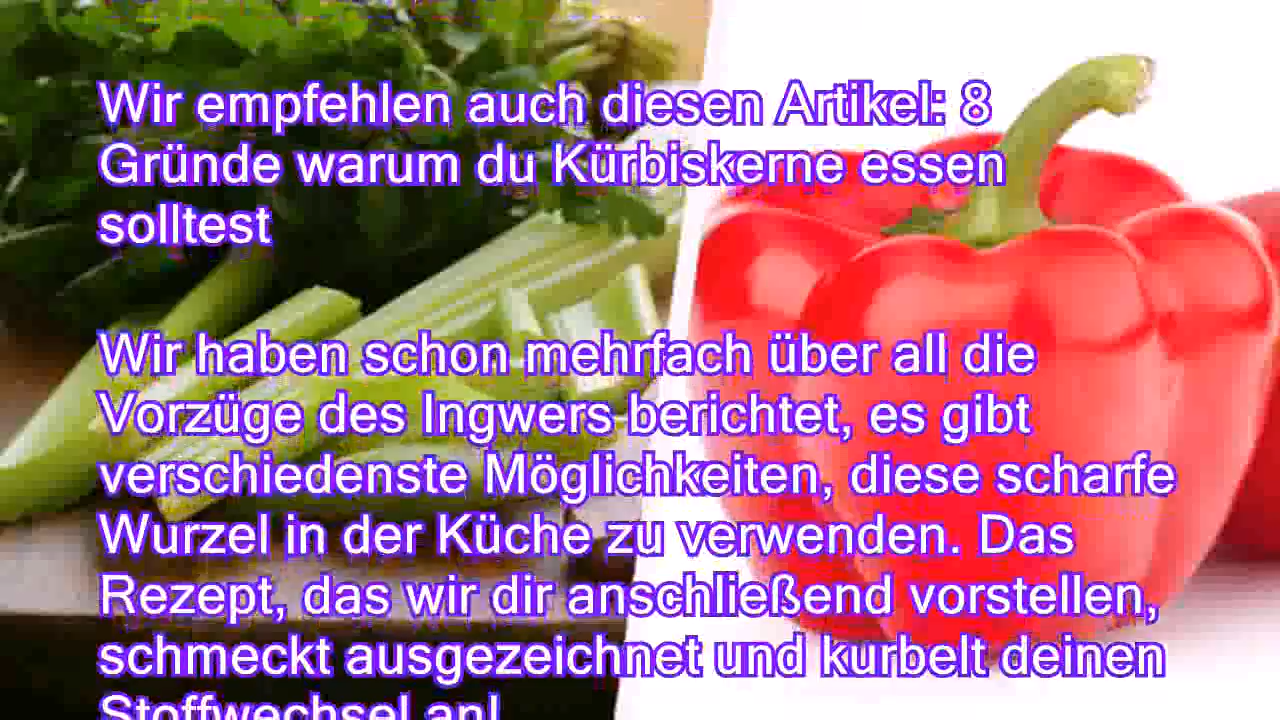 Wir empfehlen auch diesen Artikel: 8
Gründe warum du Kürbiskerne essen
solltest
Wir haben schon mehrfach über all die
Vorzüge des Ingwers berichtet, es gibt
verschiedenste Möglichkeiten, diese scharfe
Wurzel in der Küche zu verwenden. Das
Rezept, das wir dir anschließend vorstellen,
schmeckt ausgezeichnet und kurbelt deinen
Stoffwechsel an!